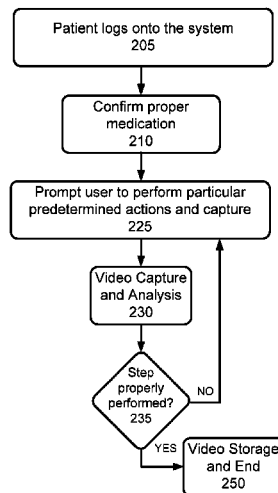 Patient logs onto the system
205
Confirm proper
medication
210
Prompt user to perform particular
predetermined actions and capture
225
Video Capture
and Analysis
230
Step
properly
performed?
235
NO
YES
Video Storage
and End
250